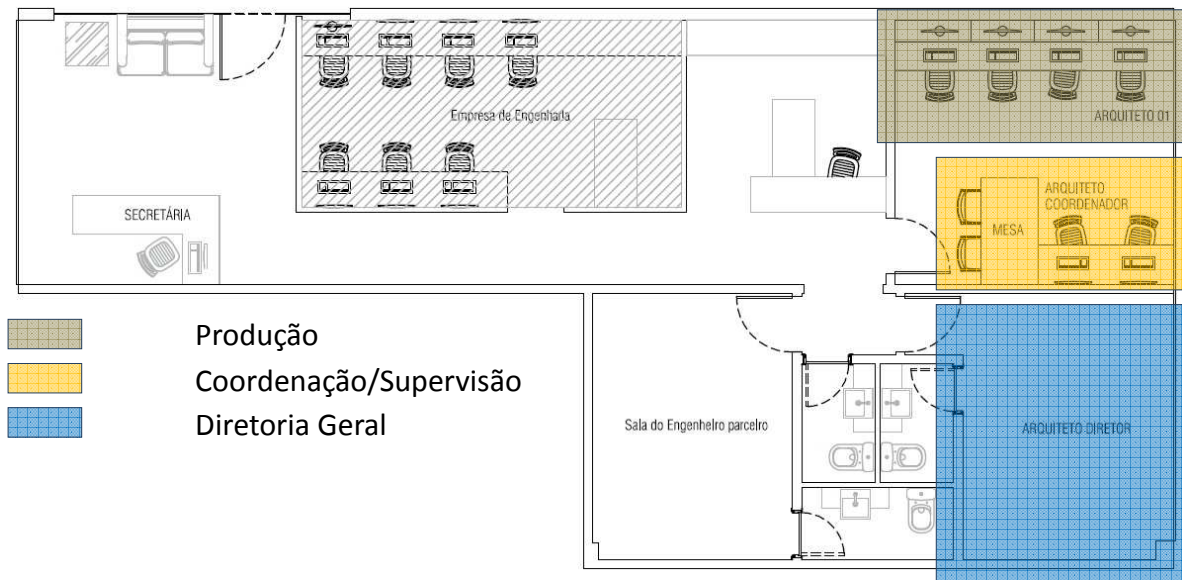 Empresa de Engenharia
ARQUITETO 01
SECRETÁRIA
ARQUITETO
COORDENADOR
MESA
Produção
Coordenação/Supervisão
Diretoria Geral
Sala do Engenheiro parceiro
ARQUITETO DIRETOR